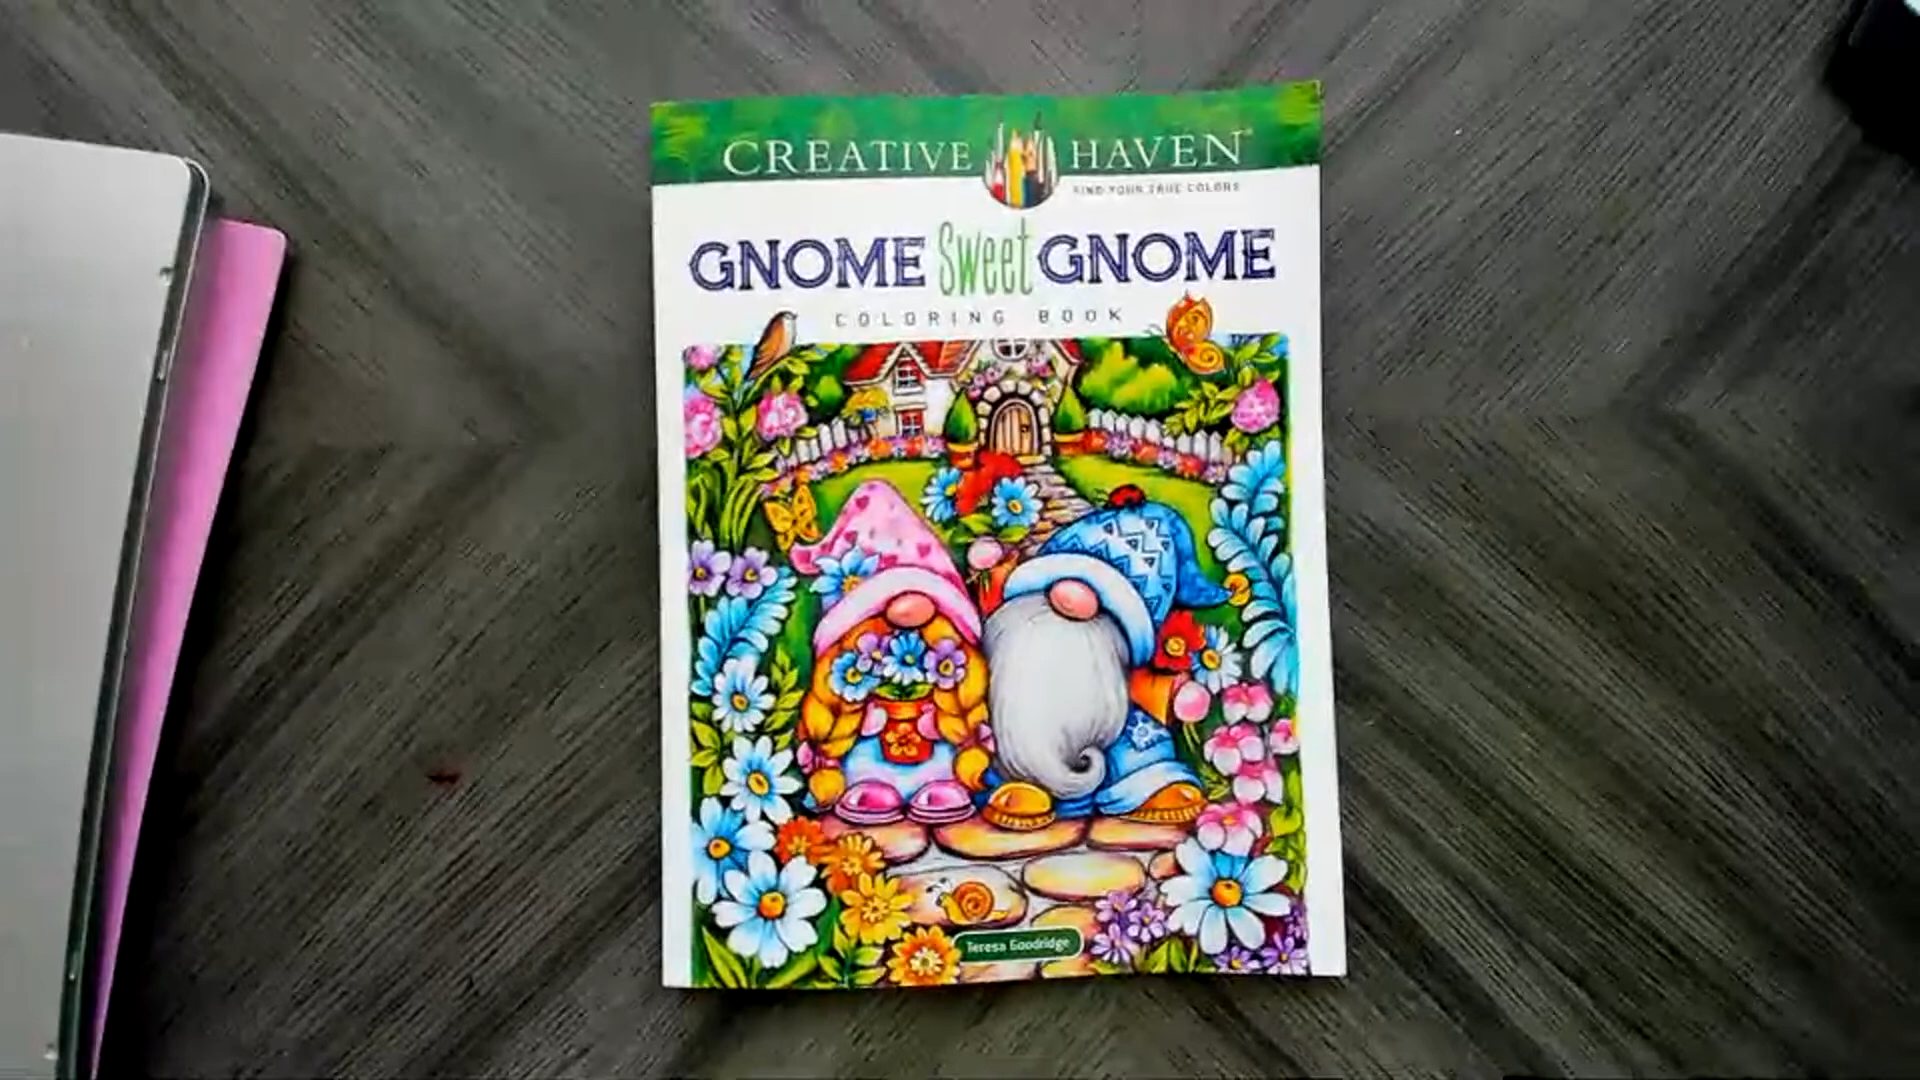 CREATIVE HAVEN®
FIND YOUR TRUE COLORS
GNOME Sweet GNOME
COLORING BOOK
Teresa Goodridge